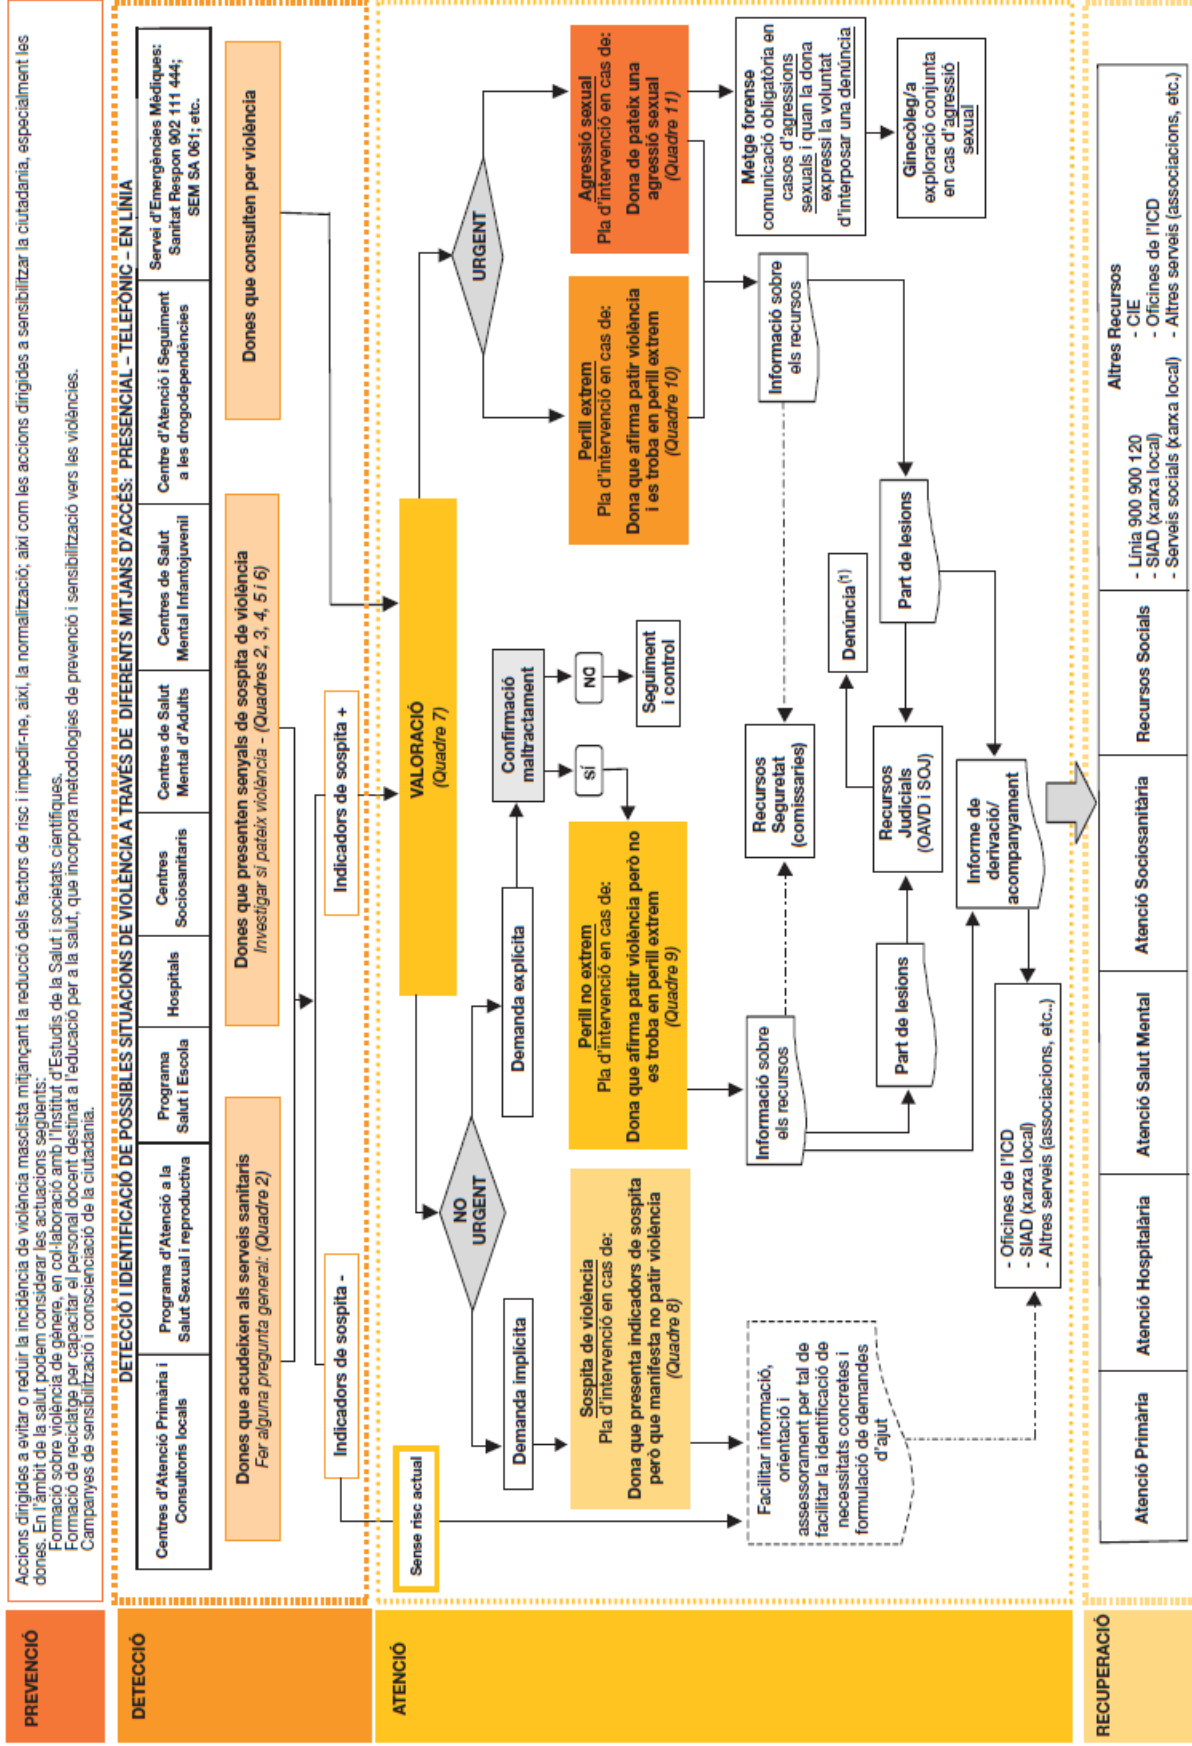 PREVENCIÓ
Accions dirigides a evitar o reduir la incidència de violència masclista mitjançant la reducció dels factors de risc i impedir-ne, així, la normalització; així com les accions dirigides a sensibilitzar la ciutadania, especialment les
dones. En l'àmbit de la salut podem considerar les actuacions següents:
Formació sobre violència de gènere, en col·laboració amb l'Institut d'Estudis de la Salut i societats científiques.
Formació de reciclatge per capacitar el personal docent destinat a l'educació per a la salut, que incorpora metodologies de prevenció i sensibilització vers les violències.
Campanyes de sensibilització i conscienciació de la ciutadania.
DETECCIÓ
DETECCIÓ I IDENTIFICACIÓ DE POSSIBLES SITUACIONS DE VIOLÈNCIA A TRAVÉS DE DIFERENTS MITJANS D'ACCÉS: PRESENCIAL – TELEFÒNIC – EN LÍNIA
Centres d'Atenció Primària i
Consultoris locals
Programa d'Atenció a la
Salut Sexual i reproductiva
Programa
Salut i Escola
Hospitals
Centres
Sociosanitaris
Centres de Salut
Mental d'Adults
Centres de Salut
Mental Infantojuvenil
Centre d'Atenció i Seguiment
a les drogodependències
Servei d'Emergències Mèdiques:
Sanitat Respon 902 111 444;
SEM SA 061; etc.
Dones que acudeixen als serveis sanitaris
Fer alguna pregunta general: (Quadre 2)
Dones que presenten senyals de sospita de violència
Investigar si pateix violència - (Quadres 2, 3, 4, 5 i 6)
Dones que consulten per violència
Indicadors de sospita -
Indicadors de sospita +
ATENCIÓ
Sense risc actual
VALORACIÓ
(Quadre 7)
NO
URGENT
URGENT
Demanda implícita
Demanda explícita
Confirmació
maltractament
sí
NO
Seguiment
i control
Sospita de violència
Pla d'intervenció en cas de:
Dona que presenta indicadors de sospita
però que manifesta no patir violència
(Quadre 8)
Perill no extrem
Pla d'intervenció en cas de:
Dona que afirma patir violència però no
es troba en perill extrem
(Quadre 9)
Perill extrem
Pla d'intervenció en cas de:
Dona que afirma patir violència
i es troba en perill extrem
(Quadre 10)
Agressió sexual
Pla d'intervenció en cas de:
Dona de pateix una
agressió sexual
(Quadre 11)
Facilitar informació,
orientació i
assessorament per tal de
facilitar la identificació de
necessitats concretes i
formulació de demandes
d'ajut
Informació sobre
els recursos
Recursos
Seguretat
(comissaries)
Informació sobre
els recursos
Metge forense
comunicació obligatòria en
casos d'agressions
sexuals i quan la dona
expressi la voluntat
d'interposar una denúncia
Ginecòleg/a
exploració conjunta
en cas d'agressió
sexual
Part de lesions
Recursos
Judicials
(OAVD i SOJ)
Denúncia(1)
Part de lesions
Informe de
derivació/
acompanyament
- Oficines de l'ICD
- SIAD (xarxa local)
- Altres serveis (associacions, etc..)
RECUPERACIÓ
Atenció Primària
Atenció Hospitalària
Atenció Salut Mental
Atenció Sociosanitària
Recursos Socials
Altres Recursos
- Línia 900 900 120
- CIE
- SIAD (xarxa local)
- Oficines de l'ICD
- Serveis socials (xarxa local)
- Altres serveis (associacions, etc.)